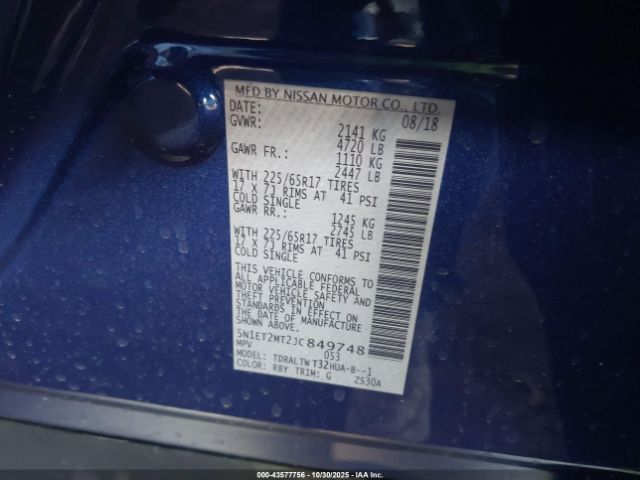 MFD BY NISSAN MOTOR CO., LTD.
DATE: 08/18
GVWR: 2141 KG
4720 LB
GAWR FR.: 1110 KG
2447 LB
WITH 225/65R17 TIRES
17 X 7J RIMS AT 41 PSI
COLD SINGLE
GAWR RR.: 1245 KG
2745 LB
WITH 225/65R17 TIRES
17 X 7J RIMS AT 41 PSI
COLD SINGLE
THIS VEHICLE CONFORMS TO
ALL APPLICABLE FEDERAL
MOTOR VEHICLE SAFETY AND
THEFT PREVENTION
STANDARDS IN EFFECT ON
THE DATE OF MANUFACTURE
SHOWN ABOVE.
5N1ET2MT2JC849748
MPV 053
MODEL: TDRALTW T32HUA-B--1
COLOR: RBY TRIM: G ZS30A
000-43577756 - 10/30/2025 - IAA Inc.